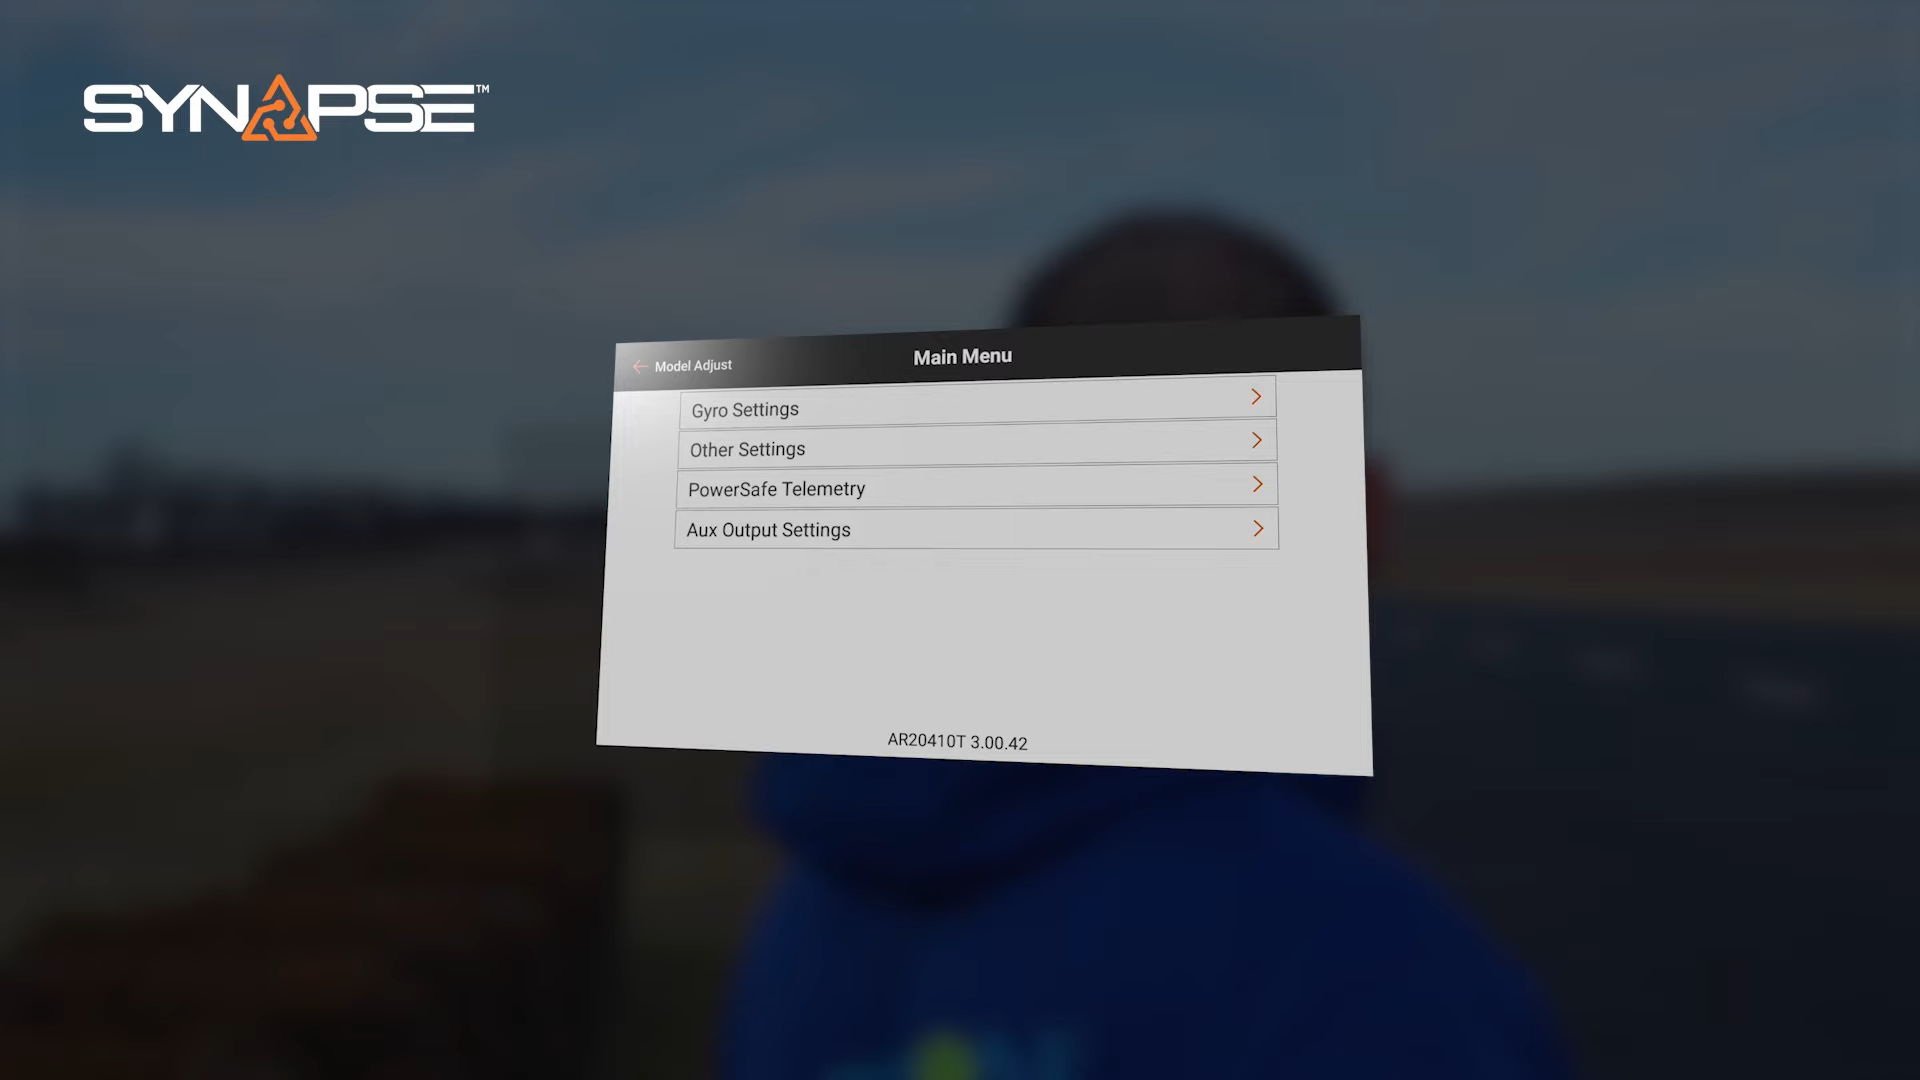 SYNAPSE™
Model Adjust
Main Menu
Gyro Settings
Other Settings
PowerSafe Telemetry
Aux Output Settings
AR20410T 3.00.42